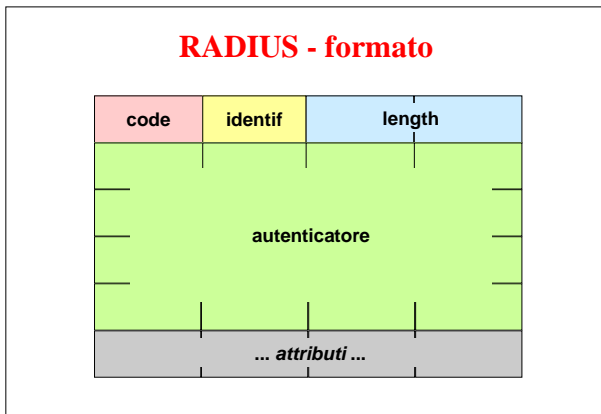 RADIUS - formato
code identif length
autenticatore
... attributi ...